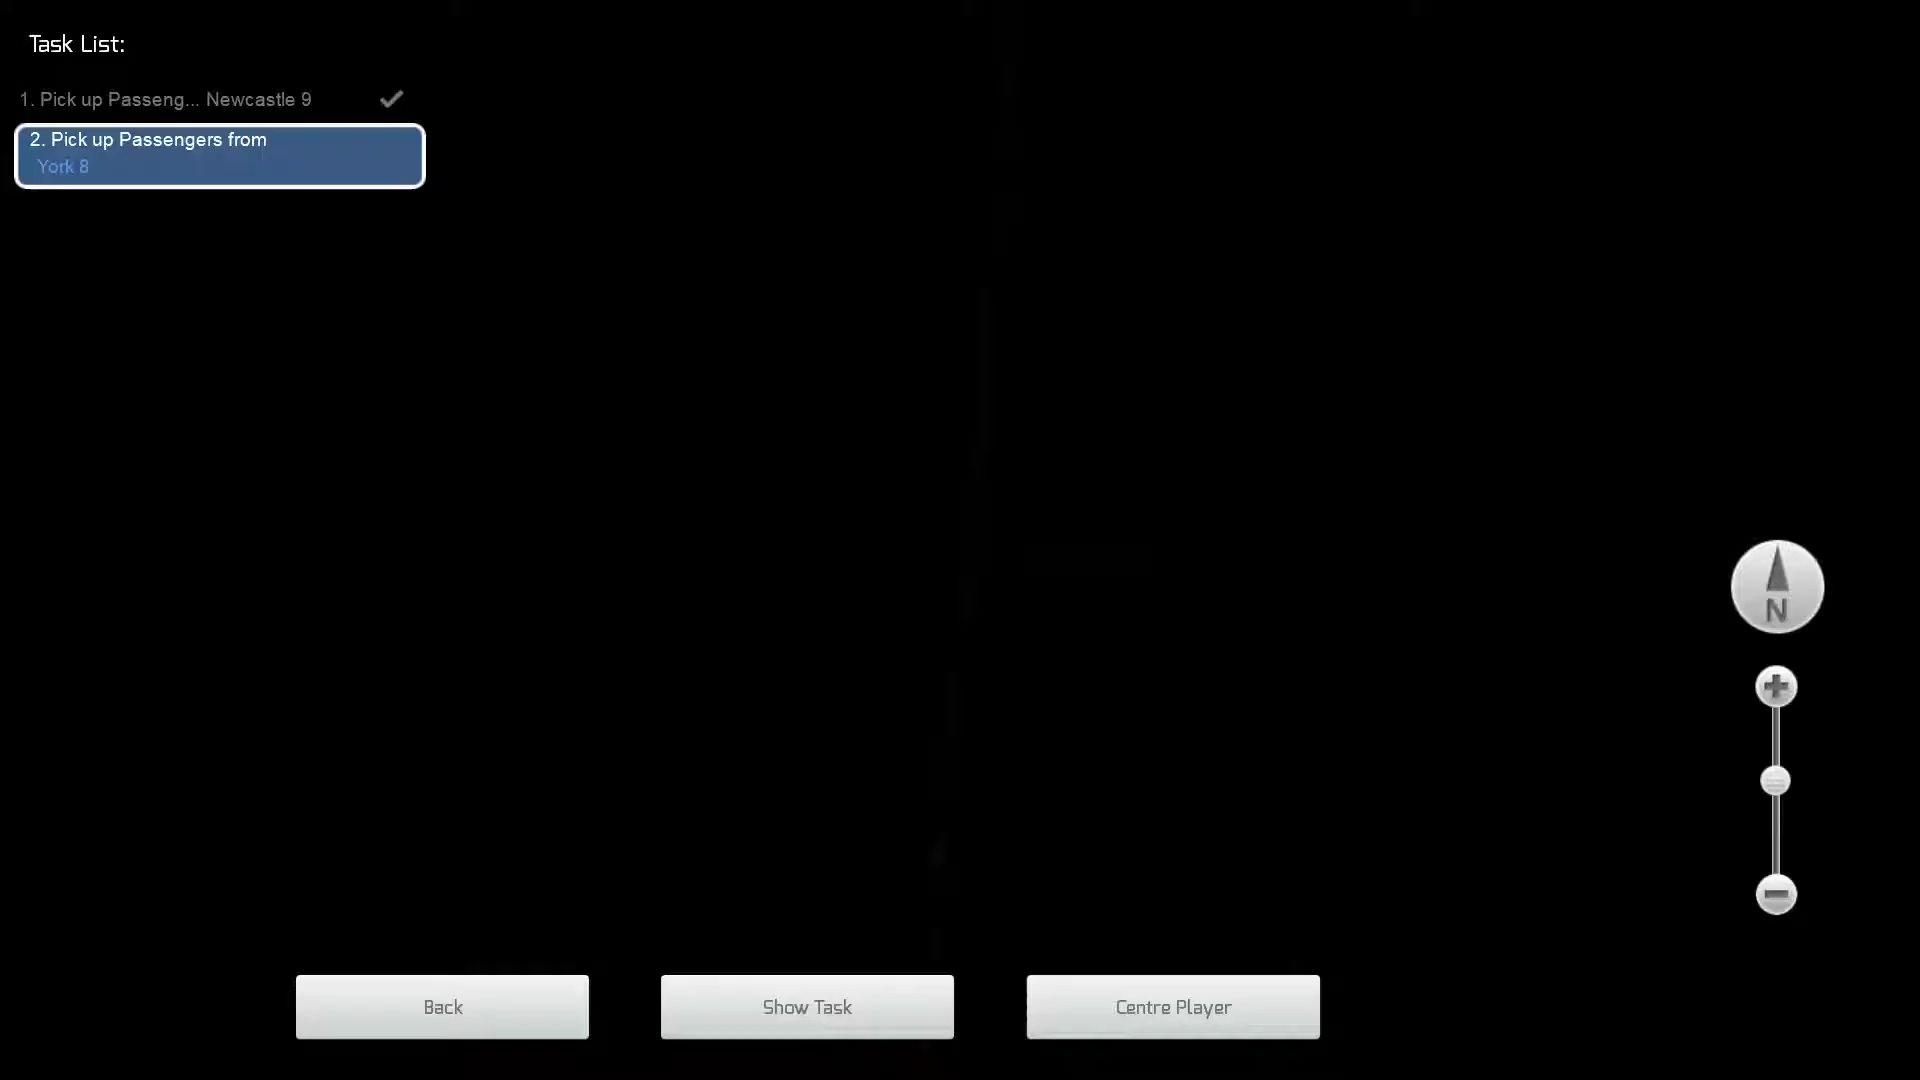 Task List:
1. Pick up Passeng... Newcastle 9
2. Pick up Passengers from
York 8
N
Back
Show Task
Centre Player